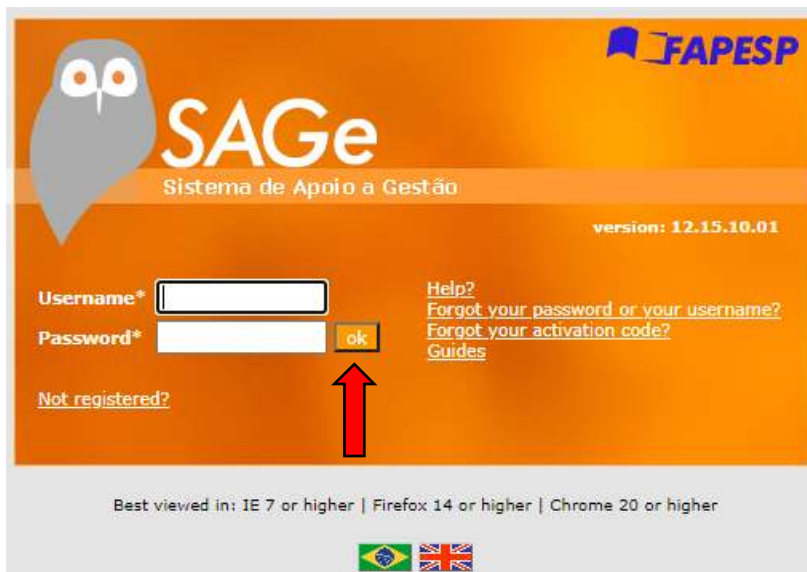 FAPESP
SAGe
Sistema de Apoio a Gestão
version: 12.15.10.01
Username*
Password*
ok
Help?
Forgot your password or your username?
Forgot your activation code?
Guides
Not registered?
Best viewed in: IE 7 or higher | Firefox 14 or higher | Chrome 20 or higher